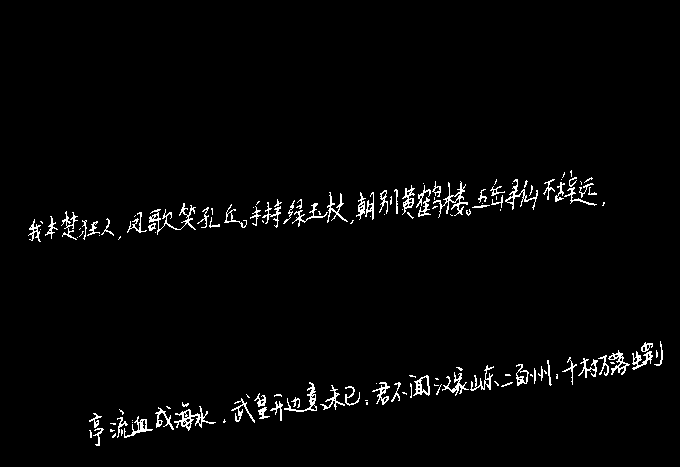 我本楚狂人,凤歌笑孔丘。手持绿玉杖,朝别黄鹤楼。五岳寻仙不辞远,
亭流血成海水,武皇开边意未已。君不闻汉家山东二百州,千村万落生荆